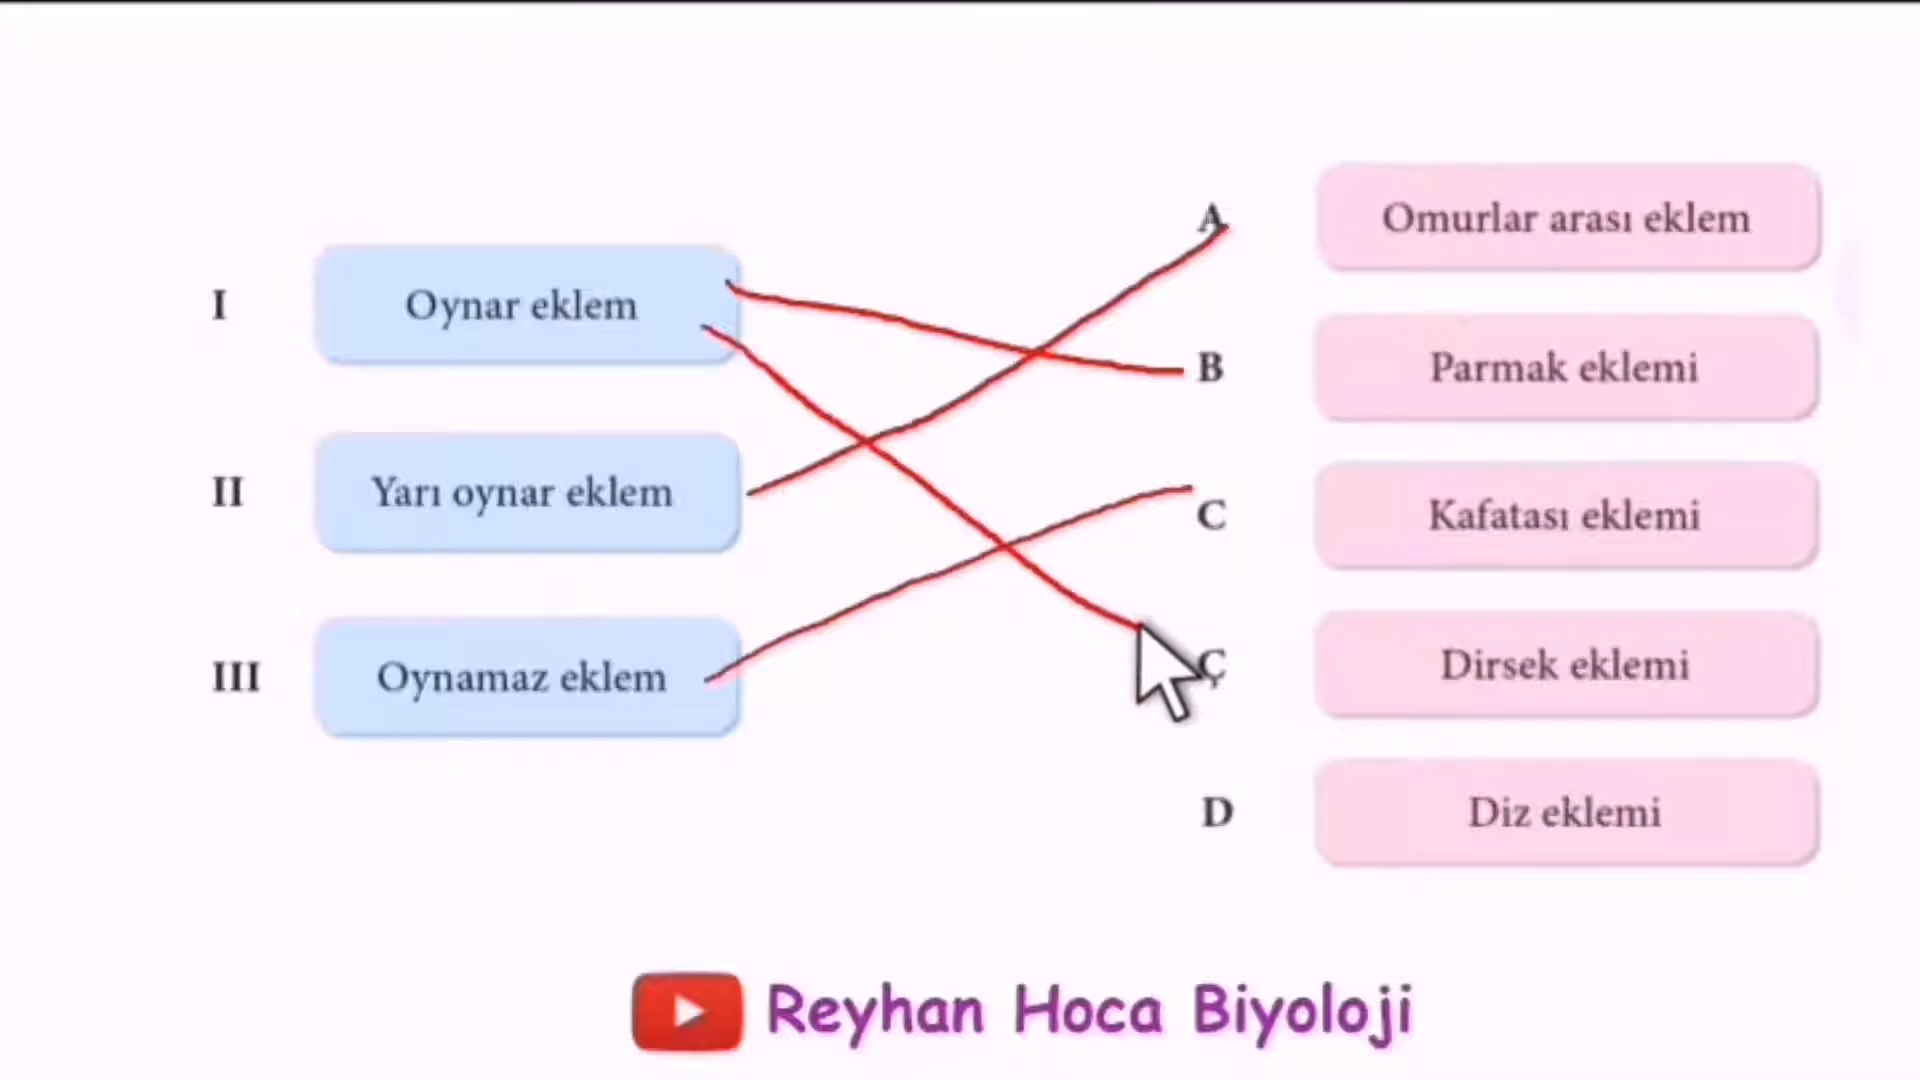 I
Oynar eklem
II
Yarı oynar eklem
III
Oynamaz eklem
A
Omurlar arası eklem
B
Parmak eklemi
C
Kafatası eklemi
Ç
Dirsek eklemi
D
Diz eklemi
Reyhan Hoca Biyoloji